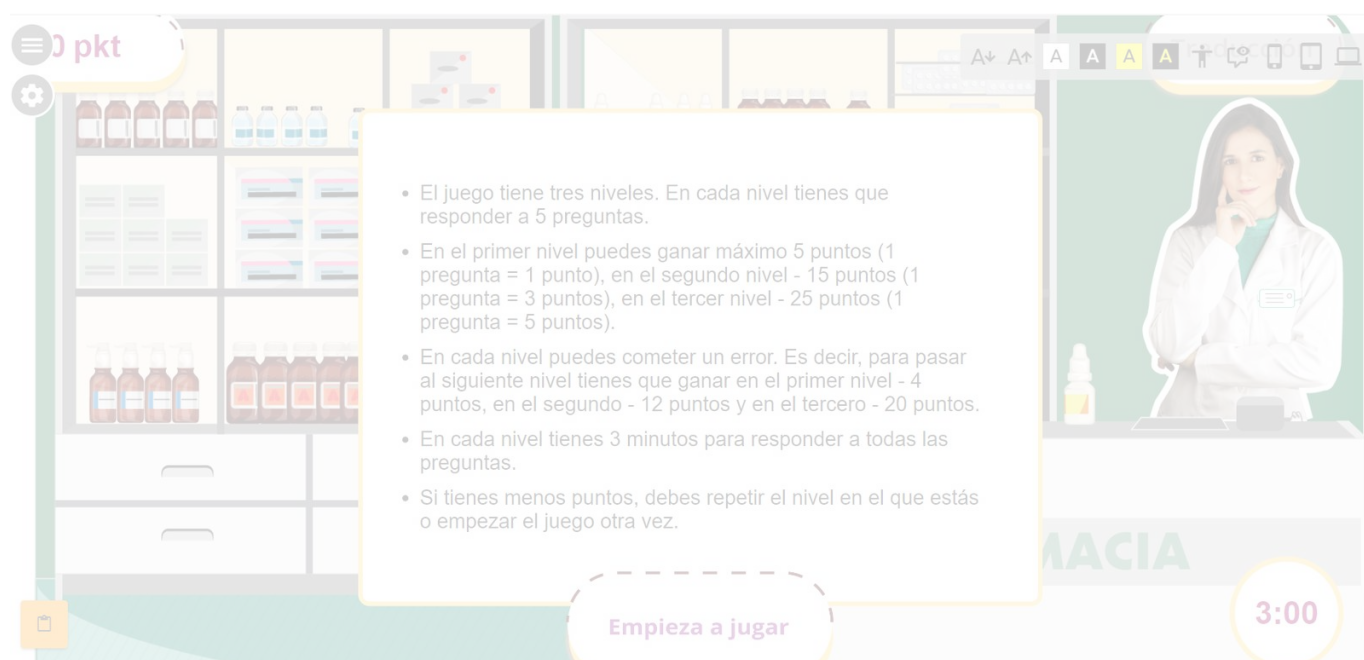 0 pkt
Traducción
A A A A A A
• El juego tiene tres niveles. En cada nivel tienes que
responder a 5 preguntas.
• En el primer nivel puedes ganar máximo 5 puntos (1
pregunta = 1 punto), en el segundo nivel - 15 puntos (1
pregunta = 3 puntos), en el tercer nivel - 25 puntos (1
pregunta = 5 puntos).
• En cada nivel puedes cometer un error. Es decir, para pasar
al siguiente nivel tienes que ganar en el primer nivel - 4
puntos, en el segundo - 12 puntos y en el tercero - 20 puntos.
• En cada nivel tienes 3 minutos para responder a todas las
preguntas.
• Si tienes menos puntos, debes repetir el nivel en el que estás
o empezar el juego otra vez.
MACIA
Empieza a jugar
3:00